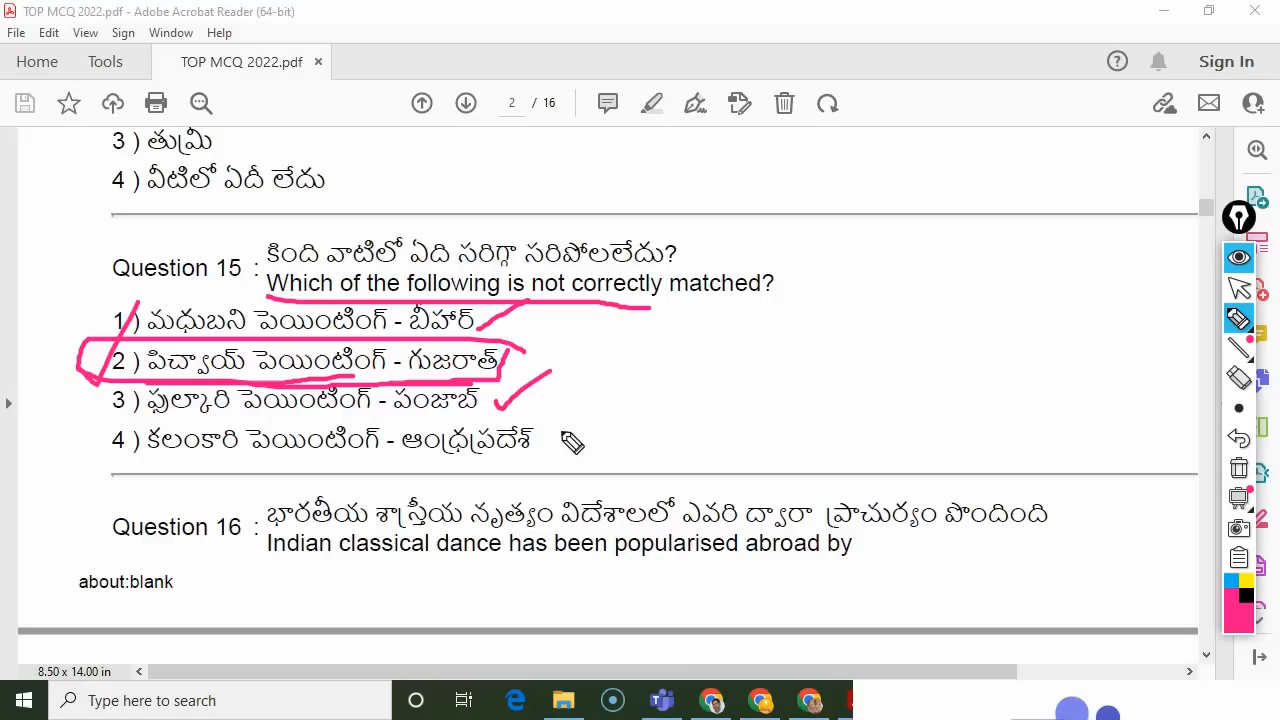 TOP MCQ 2022.pdf - Adobe Acrobat Reader (64-bit)
File Edit View Sign Window Help
Home Tools TOP MCQ 2022.pdf × Sign In
2 / 16
3 ) తుమ్రీ
4 ) వీటిలో ఏదీ లేదు
Question 15 : కింది వాటిలో ఏది సరిగ్గా సరిపోలలేదు?
Which of the following is not correctly matched?
1 ) మధుబని పెయింటింగ్ - బీహార్
2 ) పిచ్వాయ్ పెయింటింగ్ - గుజరాత్
3 ) ఫుల్కారి పెయింటింగ్ - పంజాబ్
4 ) కలంకారి పెయింటింగ్ - ఆంధ్రప్రదేశ్
Question 16 : భారతీయ శాస్త్రీయ నృత్యం విదేశాలలో ఎవరి ద్వారా ప్రాచుర్యం పొందింది
Indian classical dance has been popularised abroad by
about:blank
8.50 x 14.00 in
Type here to search